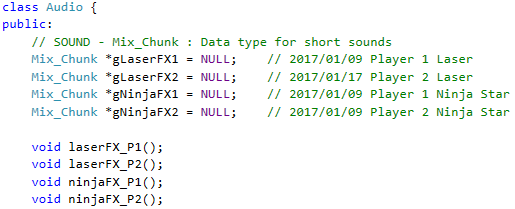 class Audio {
public:
    // SOUND - Mix_Chunk : Data type for short sounds
    Mix_Chunk *gLaserFX1 = NULL;    // 2017/01/09 Player 1 Laser
    Mix_Chunk *gLaserFX2 = NULL;    // 2017/01/17 Player 2 Laser
    Mix_Chunk *gNinjaFX1 = NULL;    // 2017/01/09 Player 1 Ninja Star
    Mix_Chunk *gNinjaFX2 = NULL;    // 2017/01/09 Player 2 Ninja Star

    void laserFX_P1();
    void laserFX_P2();
    void ninjaFX_P1();
    void ninjaFX_P2();